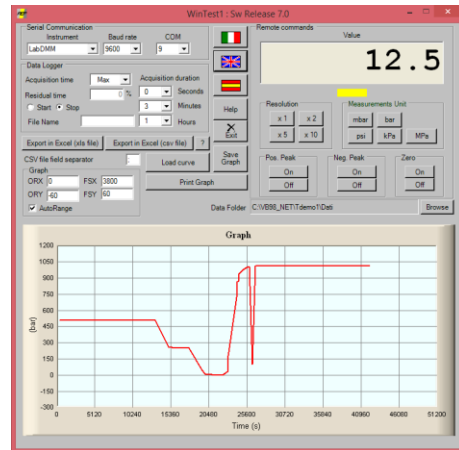 WinTest1 : Sw Release 7.0
Serial Communication
Instrument Baud rate COM
LabDMM 9600 9
Data Logger
Acquisition time Max Acquisition duration
Residual time 0 % 0 Seconds
Start Stop 3 Minutes
File Name 1 Hours
Export in Excel (xls file) Export in Excel (csv file) ?
CSV file field separator Load curve
Graph
ORX 0 FSX 3800
ORY -60 FSY 60
AutoRange
Print Graph
Help
Exit
Save Graph
Remote commands
Value
12.5
Resolution
x 1 x 2
x 5 x 10
Measurements Unit
mbar bar
psi kPa MPa
Pos. Peak Neg. Peak Zero
On On On
Off Off Off
Data Folder C:\VB98_NET\Tdemo1\Dati Browse
Graph
1200
1050
900
750
600
450
300
150
0
-150
-300
(bar)
0 5120 10240 15360 20480 25600 30720 35840 40960 46080 51200
Time (s)